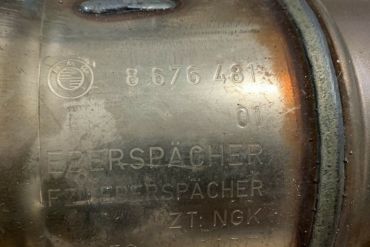 8 676 481
01
EBERSPÄCHER
EBERSPÄCHER
ZT. NGK